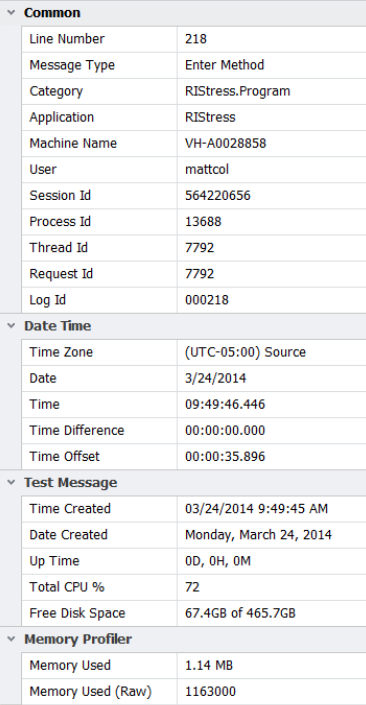 Common
Line Number 218
Message Type Enter Method
Category RIStress.Program
Application RIStress
Machine Name VH-A0028858
User mattcol
Session Id 564220656
Process Id 13688
Thread Id 7792
Request Id 7792
Log Id 000218
Date Time
Time Zone (UTC-05:00) Source
Date 3/24/2014
Time 09:49:46.446
Time Difference 00:00:00.000
Time Offset 00:00:35.896
Test Message
Time Created 03/24/2014 9:49:45 AM
Date Created Monday, March 24, 2014
Up Time 0D, 0H, 0M
Total CPU % 72
Free Disk Space 67.4GB of 465.7GB
Memory Profiler
Memory Used 1.14 MB
Memory Used (Raw) 1163000